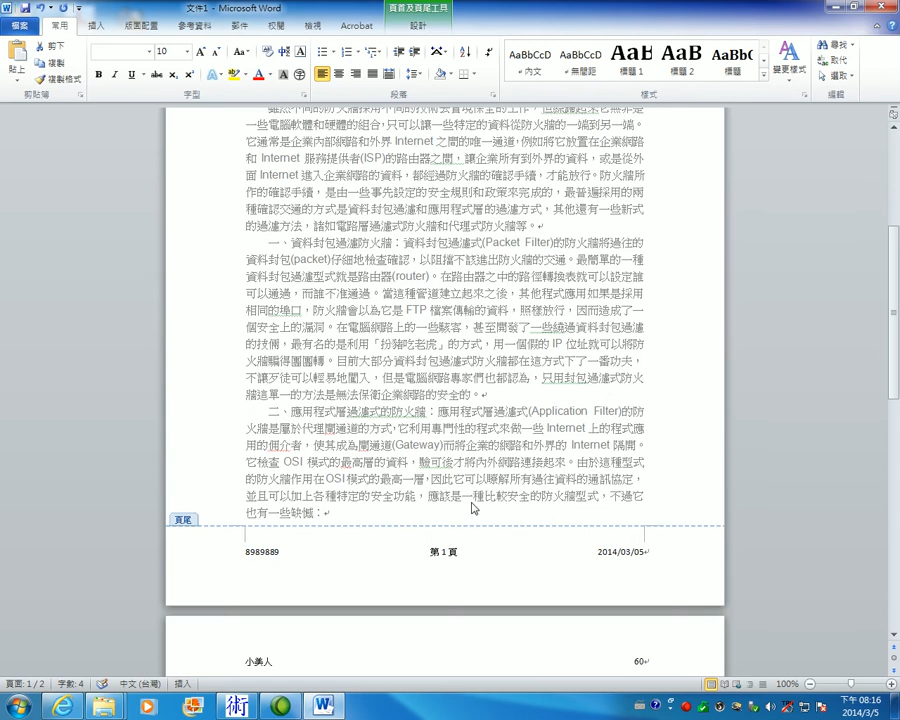 文件1 - Microsoft Word
頁首及頁尾工具
檔案 常用 插入 版面配置 參考資料 郵件 校閱 檢視 Acrobat 設計
貼上 剪下 複製 複製格式 剪貼簿
10
字型
段落
AaBbCcD AaBbCcD AaBb AaBbC AaBbC
內文 無間距 標題 1 標題 2 標題
變更樣式
樣式
尋找 取代 選取 編輯
一些電腦軟體和硬體的組合,只可以讓一些特定的資料從防火牆的一端到另一端。
它通常是企業內部網路和外界 Internet 之間的唯一通道,例如將它放置在企業網路
和 Internet 服務提供者(ISP)的路由器之間,讓企業所有到外界的資料,或是從外
面 Internet 進入企業網路的資料,都經過防火牆的確認手續,才能放行。防火牆所
作的確認手續,是由一些事先設定的安全規則和政策來完成的,最普遍採用的兩
種確認交通的方式是資料封包過濾和應用程式層的過濾方式,其他還有一些新式
的過濾方法,諸如電路層過濾式防火牆和代理式防火牆等。
一、資料封包過濾防火牆:資料封包過濾式(Packet Filter)的防火牆將過往的
資料封包(packet)仔細地檢查確認,以阻擋不該進出防火牆的交通。最簡單的一種
資料封包過濾型式就是路由器(router)。在路由器之中的路徑轉換表就可以設定誰
可以通過,而誰不准通過。當這種管道建立起來之後,其他程式應用如果是採用
相同的埠口,防火牆會以為它是 FTP 檔案傳輸的資料,照樣放行,因而造成了一
個安全上的漏洞。在電腦網路上的一些駭客,甚至開發了一些繞過資料封包過濾
的技倆,最有名的是利用「扮豬吃老虎」的方式,用一個假的 IP 位址就可以將防
火牆騙得團團轉。目前大部分資料封包過濾式防火牆都在這方式下了一番功夫,
不讓歹徒可以輕易地闖入,但是電腦網路專家們也都認為,只用封包過濾式防火
牆這單一的方法是無法保衛企業網路的安全的。
二、應用程式層過濾式的防火牆:應用程式層過濾式(Application Filter)的防
火牆是屬於代理閘通道的方式,它利用專門性的程式來做一些 Internet 上的程式應
用的佣介者,使其成為閘通道(Gateway)而將企業的網路和外界的 Internet 隔開。
它檢查 OSI 模式的最高層的資料,驗可後才將內外網路連接起來。由於這種型式
的防火牆作用在OSI模式的最高一層,因此它可以瞭解所有過往資料的通訊協定,
並且可以加上各種特定的安全功能,應該是一種比較安全的防火牆型式,不過它
也有一些缺憾:
頁尾
8989889 第 1 頁 2014/03/05
小美人 60
頁面: 1 / 2 字數: 4 中文 (台灣) 插入 100%
術
下午 08:16
2014/3/5